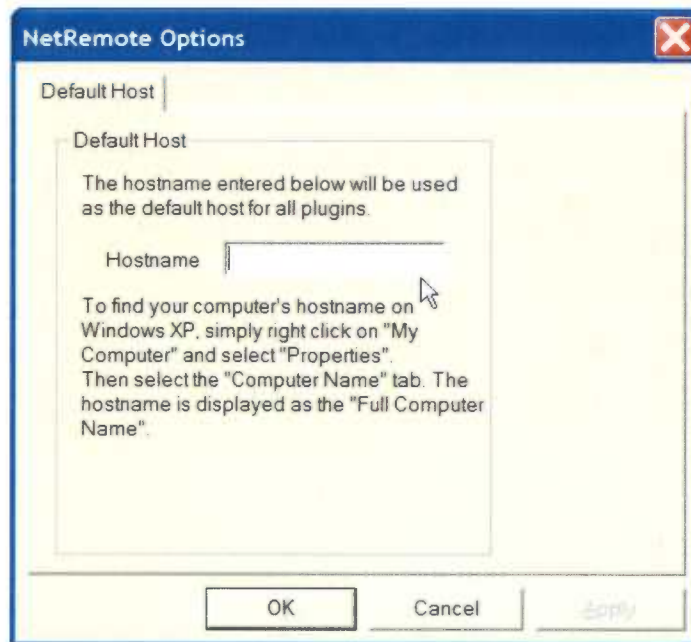 NetRemote Options
Default Host
Default Host
The hostname entered below will be used
as the default host for all plugins.
Hostname
To find your computer's hostname on
Windows XP, simply right click on "My
Computer" and select "Properties".
Then select the "Computer Name" tab. The
hostname is displayed as the "Full Computer
Name".
OK
Cancel
Apply